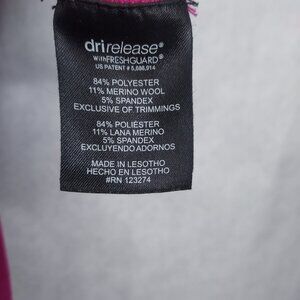 drirelease®
WITH FRESHGUARD®
US PATENT # 5,888,914
84% POLYESTER
11% MERINO WOOL
5% SPANDEX
EXCLUSIVE OF TRIMMINGS
84% POLIÉSTER
11% LANA MERINO
5% SPANDEX
EXCLUYENDO ADORNOS
MADE IN LESOTHO
HECHO EN LESOTHO
#RN 123274